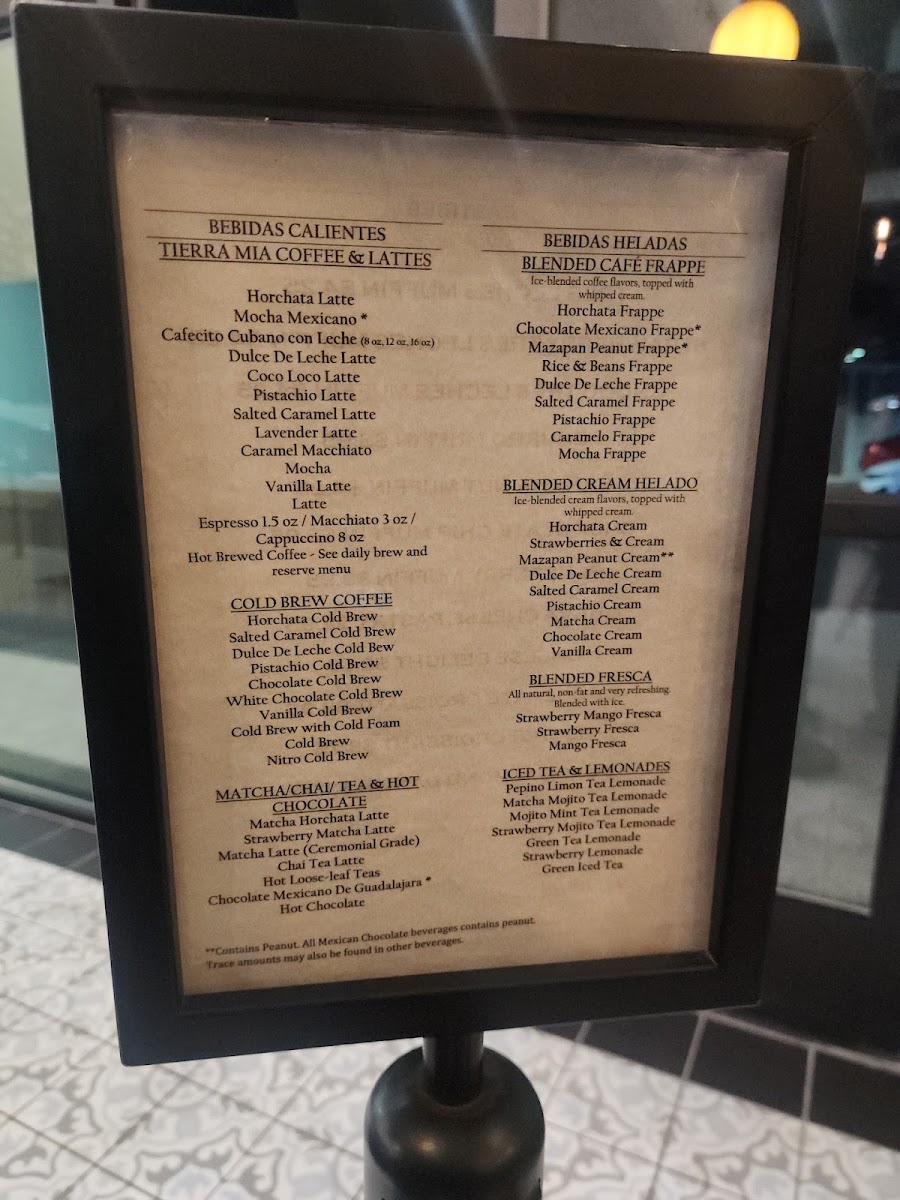 BEBIDAS CALIENTES
TIERRA MIA COFFEE & LATTES
Horchata Latte
Mocha Mexicano *
Cafecito Cubano con Leche (8 oz, 12 oz, 16 oz)
Dulce De Leche Latte
Coco Loco Latte
Pistachio Latte
Salted Caramel Latte
Lavender Latte
Caramel Macchiato
Mocha
Vanilla Latte
Latte
Espresso 1.5 oz / Macchiato 3 oz /
Cappuccino 8 oz
Hot Brewed Coffee - See daily brew and
reserve menu
COLD BREW COFFEE
Horchata Cold Brew
Salted Caramel Cold Brew
Dulce De Leche Cold Bew
Pistachio Cold Brew
Chocolate Cold Brew
White Chocolate Cold Brew
Vanilla Cold Brew
Cold Brew with Cold Foam
Cold Brew
Nitro Cold Brew
MATCHA/CHAI/ TEA & HOT
CHOCOLATE
Matcha Horchata Latte
Strawberry Matcha Latte
Matcha Latte (Ceremonial Grade)
Chai Tea Latte
Hot Loose-leaf Teas
Chocolate Mexicano De Guadalajara *
Hot Chocolate
BEBIDAS HELADAS
BLENDED CAFÉ FRAPPE
Ice-blended coffee flavors, topped with
whipped cream.
Horchata Frappe
Chocolate Mexicano Frappe*
Mazapan Peanut Frappe*
Rice & Beans Frappe
Dulce De Leche Frappe
Salted Caramel Frappe
Pistachio Frappe
Caramelo Frappe
Mocha Frappe
BLENDED CREAM HELADO
Ice-blended cream flavors, topped with
whipped cream.
Horchata Cream
Strawberries & Cream
Mazapan Peanut Cream**
Dulce De Leche Cream
Salted Caramel Cream
Pistachio Cream
Matcha Cream
Chocolate Cream
Vanilla Cream
BLENDED FRESCA
All natural, non-fat and very refreshing.
Blended with ice.
Strawberry Mango Fresca
Strawberry Fresca
Mango Fresca
ICED TEA & LEMONADES
Pepino Limon Tea Lemonade
Matcha Mojito Tea Lemonade
Mojito Mint Tea Lemonade
Strawberry Mojito Tea Lemonade
Green Tea Lemonade
Strawberry Lemonade
Green Iced Tea
**Contains Peanut. All Mexican Chocolate beverages contains peanut.
Trace amounts may also be found in other beverages.